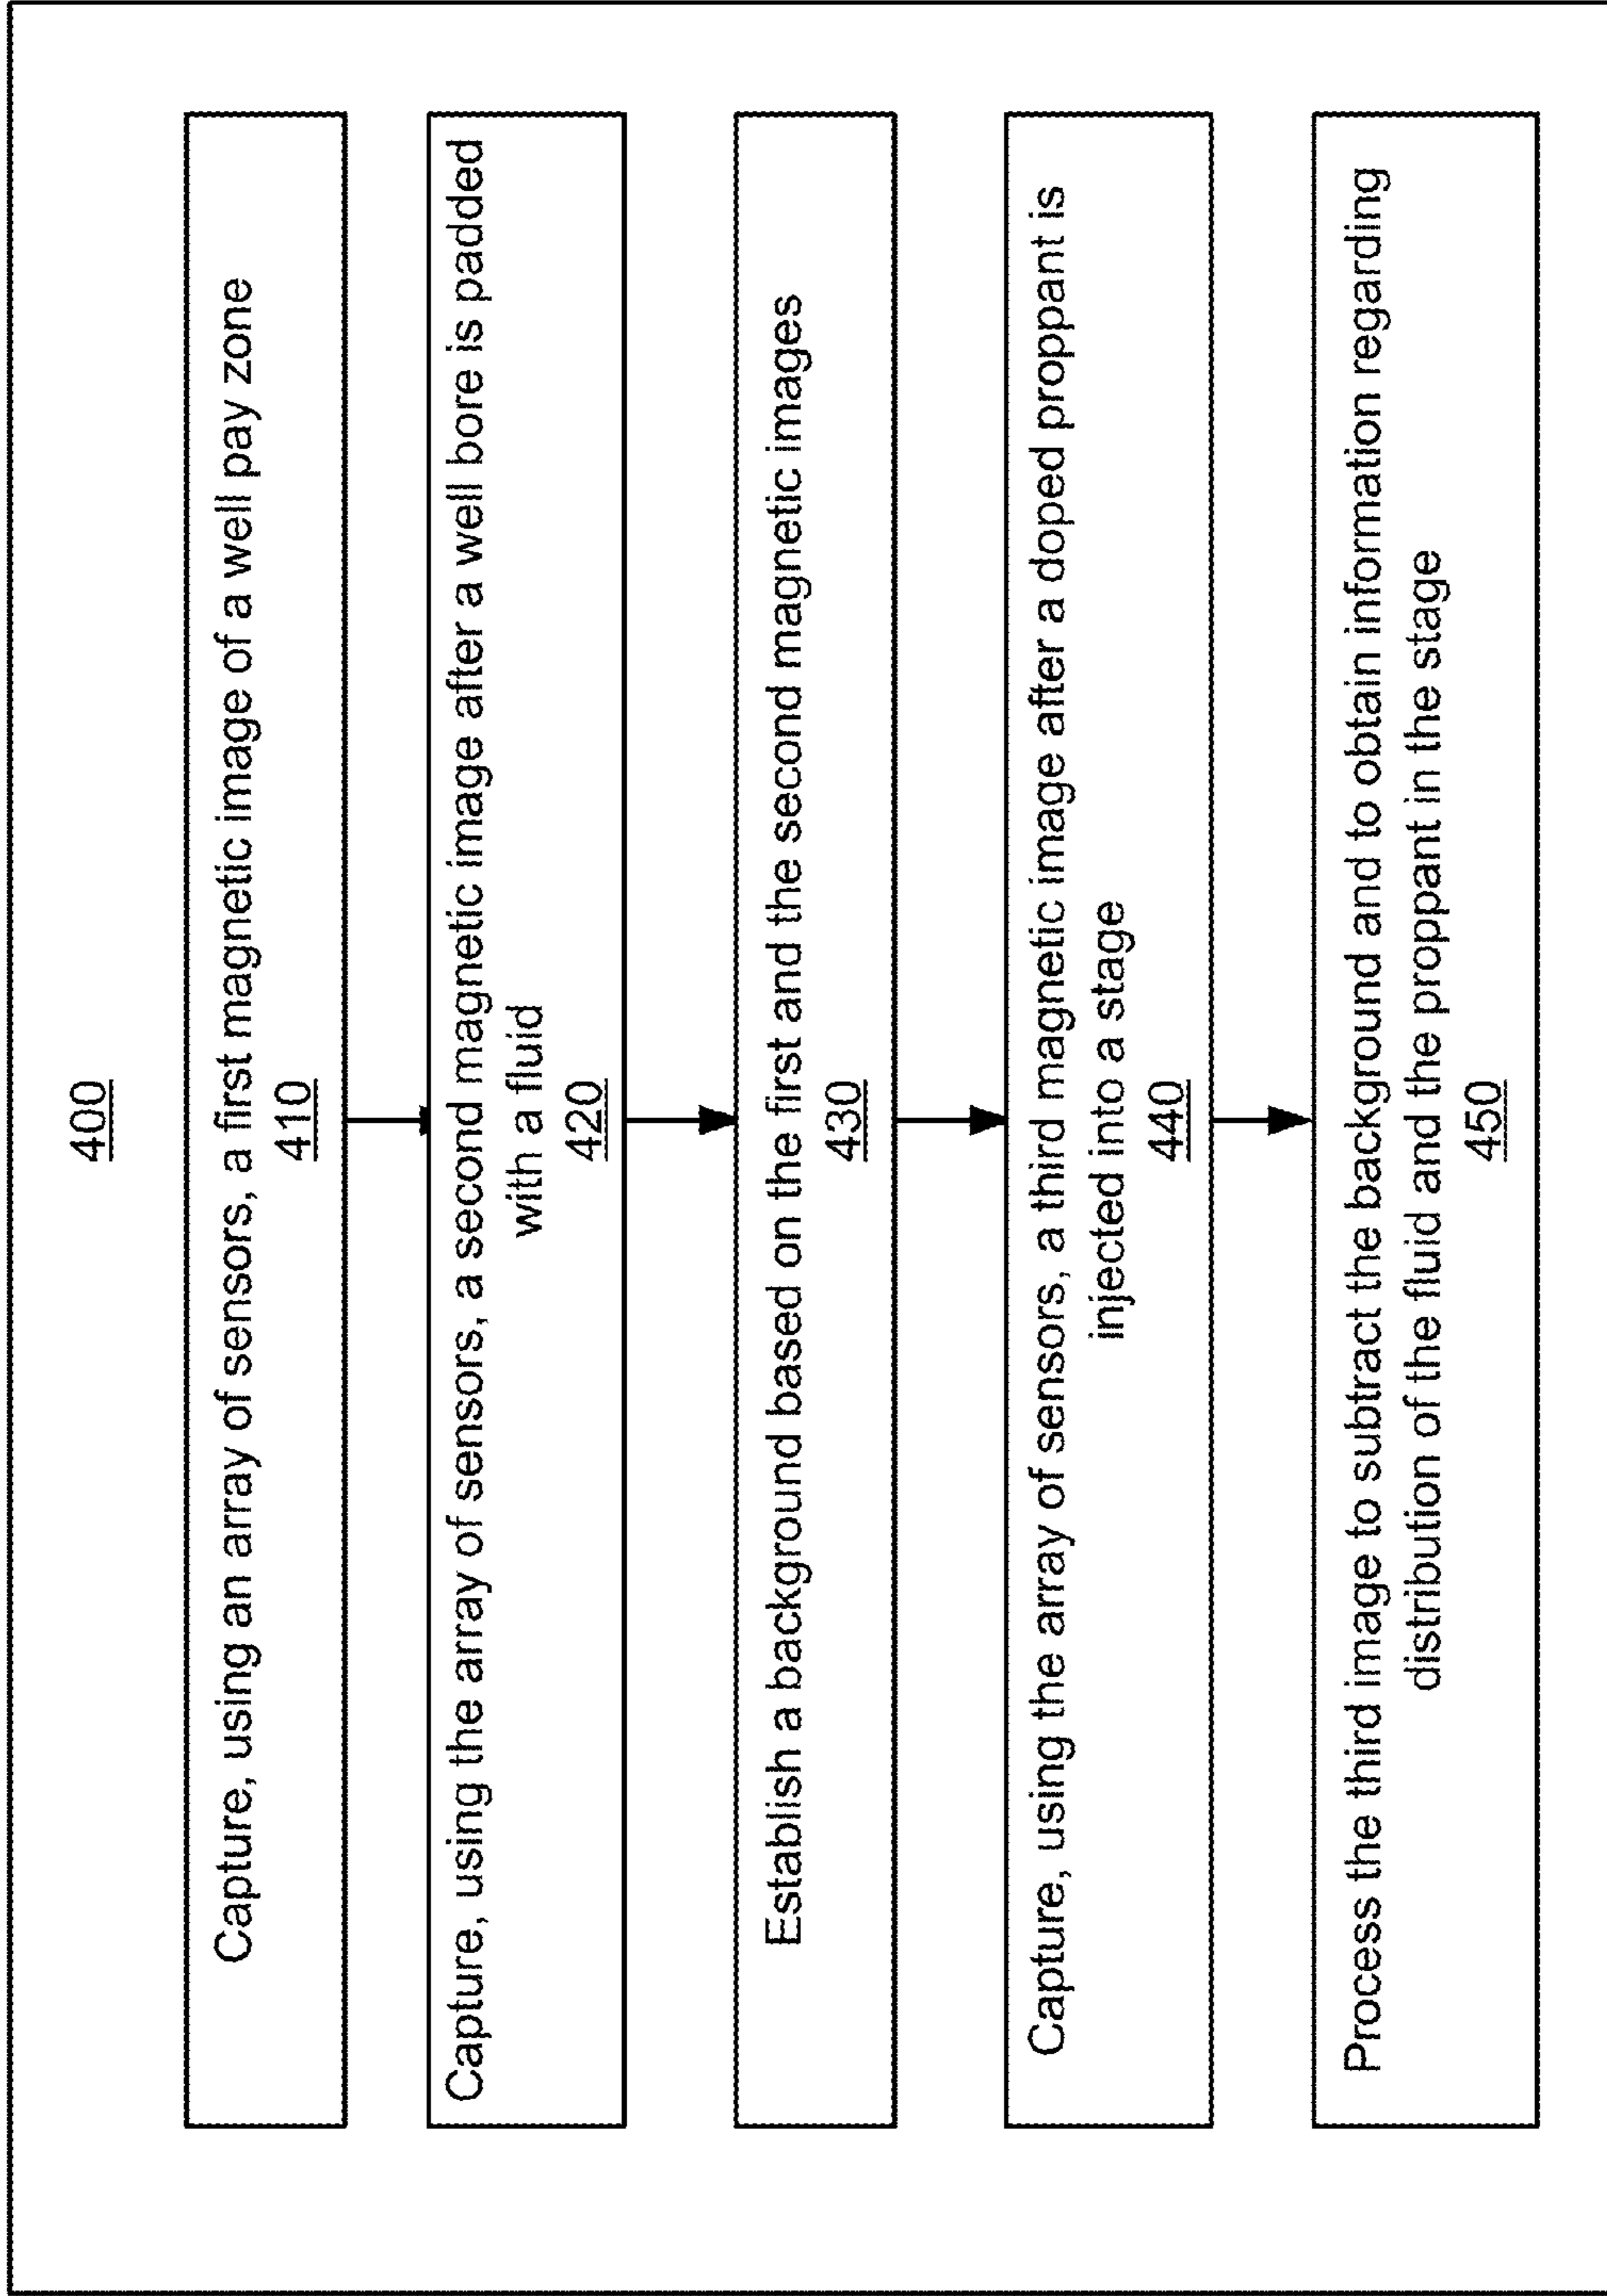 400
Capture, using an array of sensors, a first magnetic image of a well pay zone
410
Capture, using the array of sensors, a second magnetic image after a well bore is padded
with a fluid
420
Establish a background based on the first and the second magnetic images
430
Capture, using the array of sensors, a third magnetic image after a doped proppant is
injected into a stage
440
Process the third image to subtract the background and to obtain information regarding
distribution of the fluid and the proppant in the stage
450